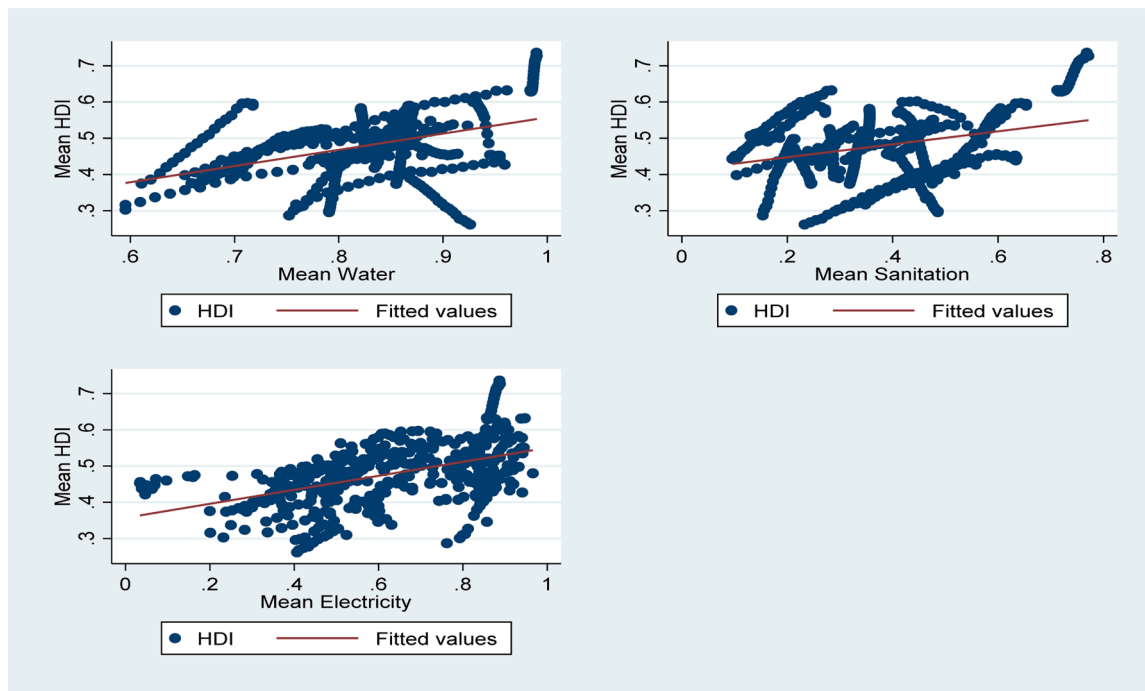 Mean HDI
.7
.6
.5
.4
.3
.6 .7 .8 .9 1
Mean Water
HDI Fitted values
Mean HDI
.7
.6
.5
.4
.3
0 .2 .4 .6 .8
Mean Sanitation
HDI Fitted values
Mean HDI
.7
.6
.5
.4
.3
0 .2 .4 .6 .8 1
Mean Electricity
HDI Fitted values